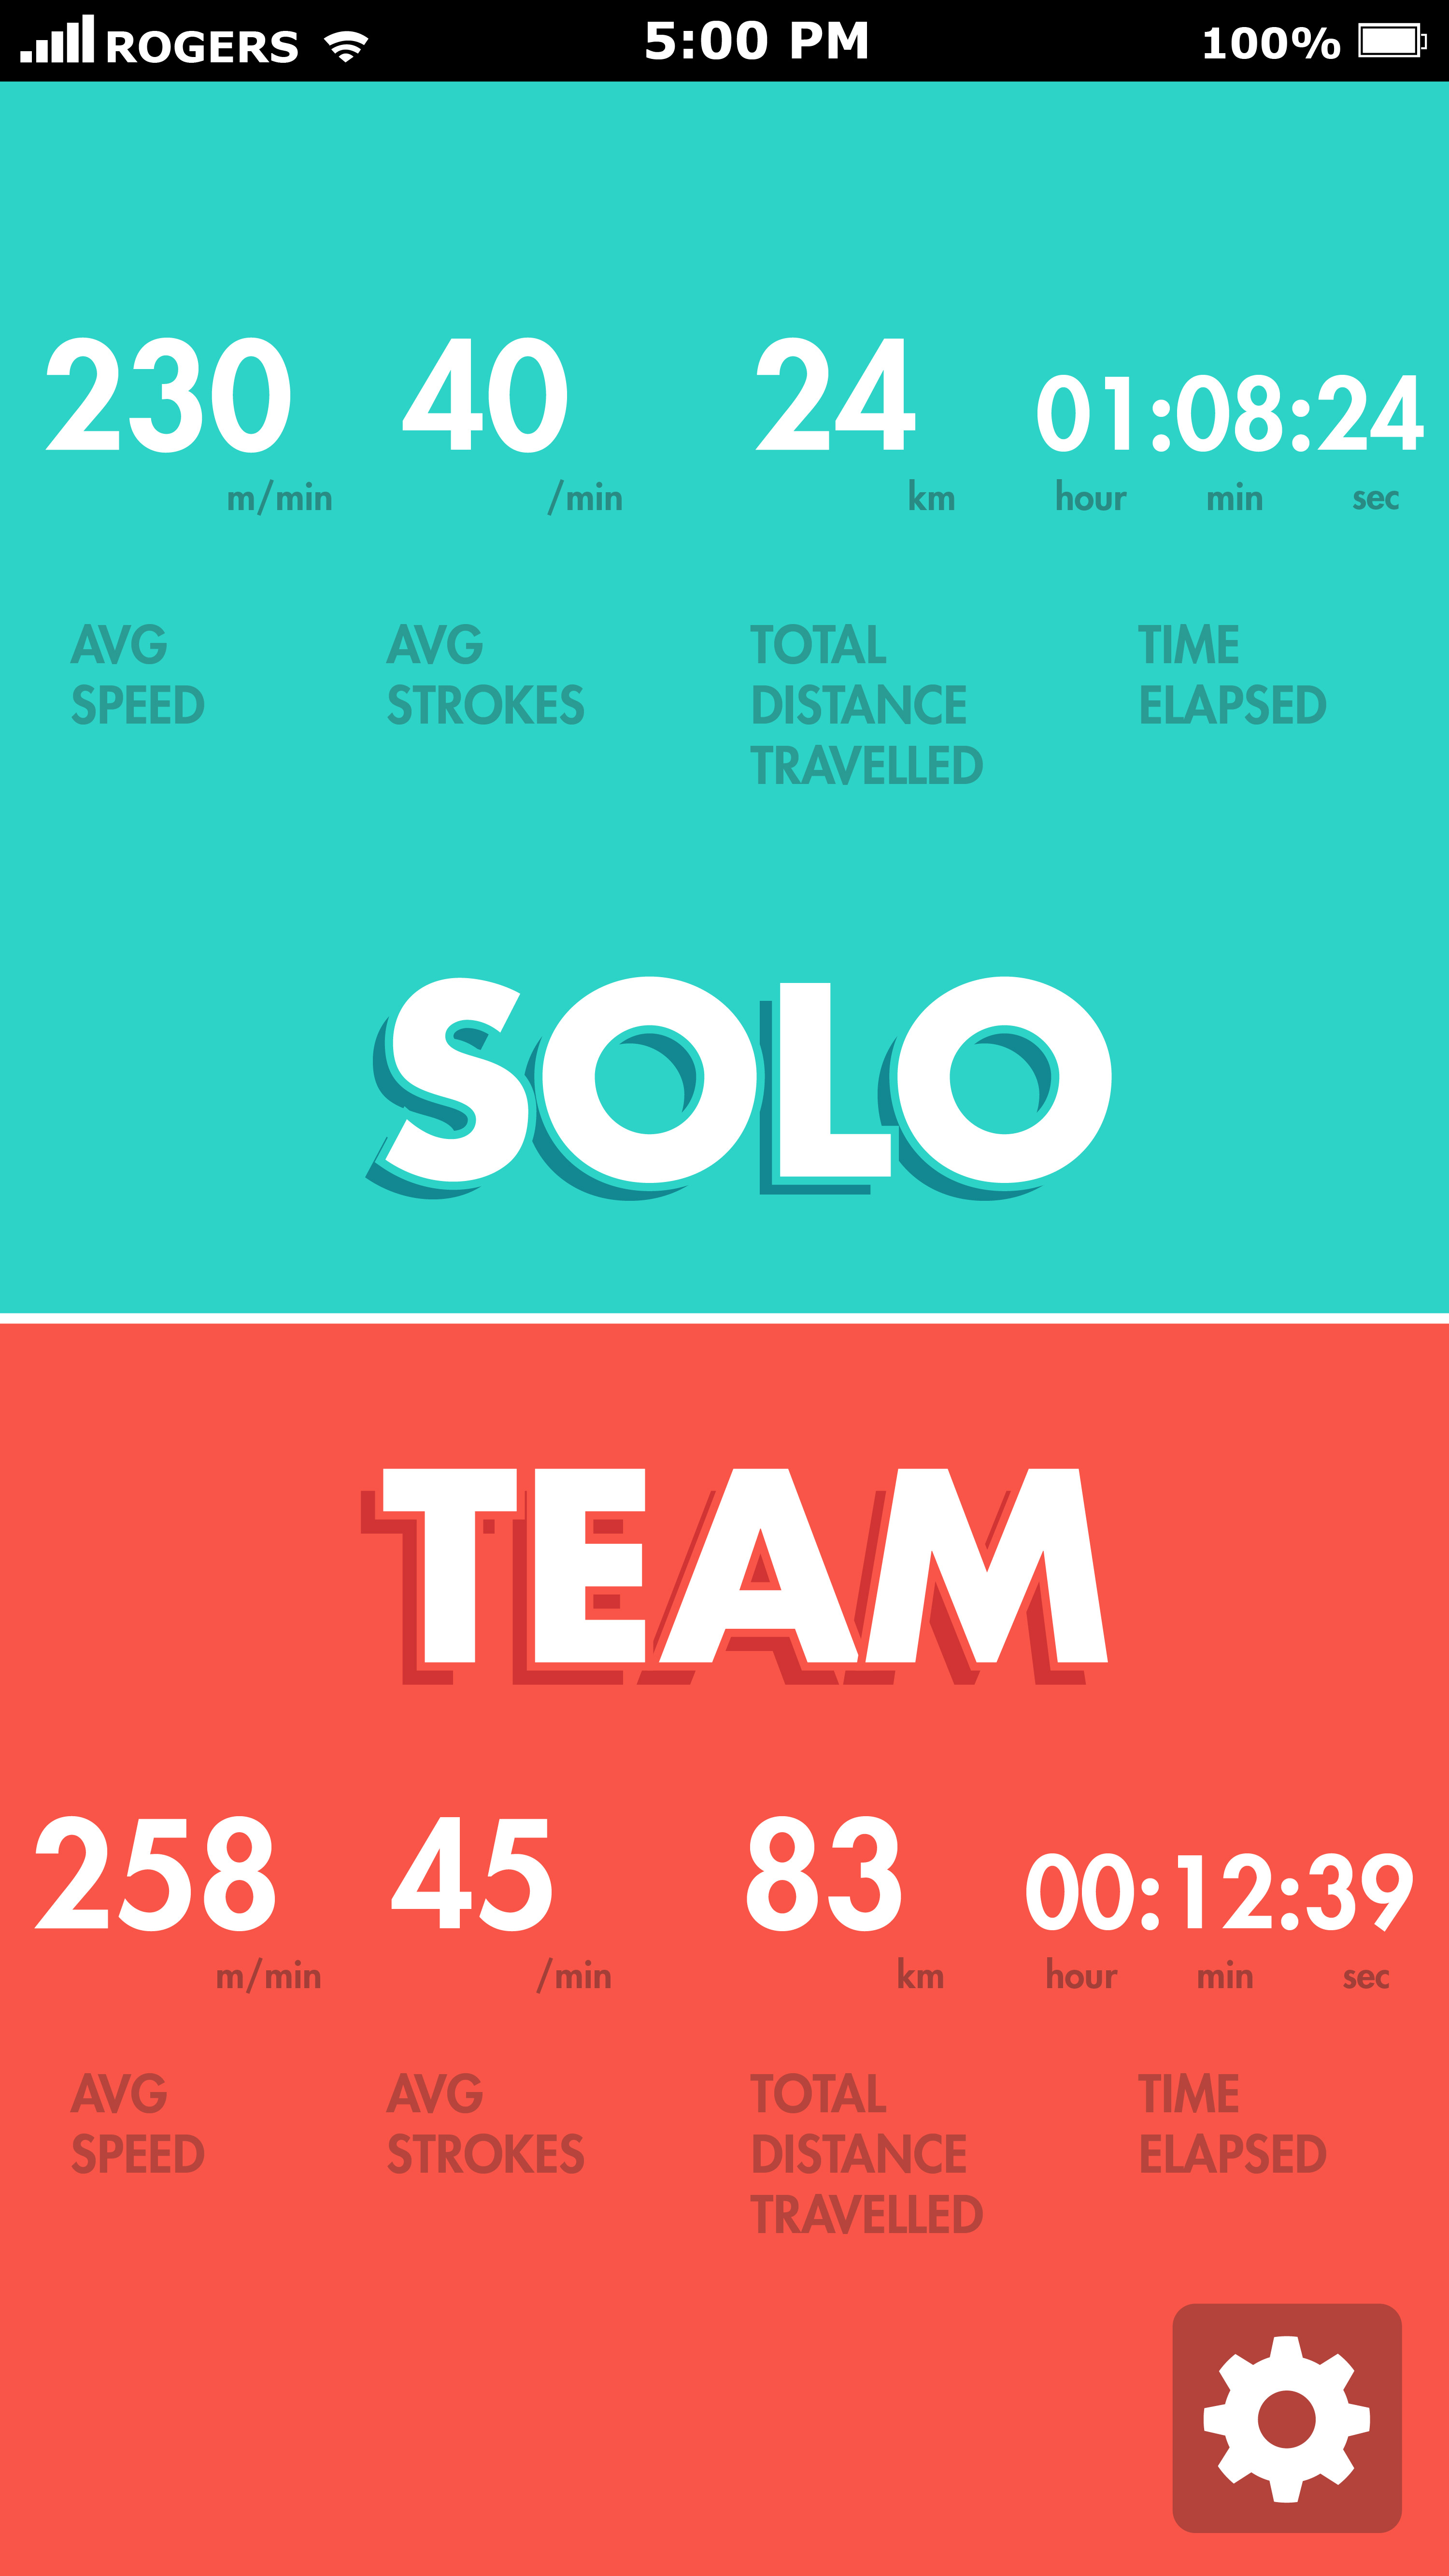 ROGERS 5:00 PM 100%
230 40 24 01:08:24
m/min /min km hour min sec
AVG AVG TOTAL TIME
SPEED STROKES DISTANCE ELAPSED
TRAVELLED
SOLO
TEAM
258 45 83 00:12:39
m/min /min km hour min sec
AVG AVG TOTAL TIME
SPEED STROKES DISTANCE ELAPSED
TRAVELLED